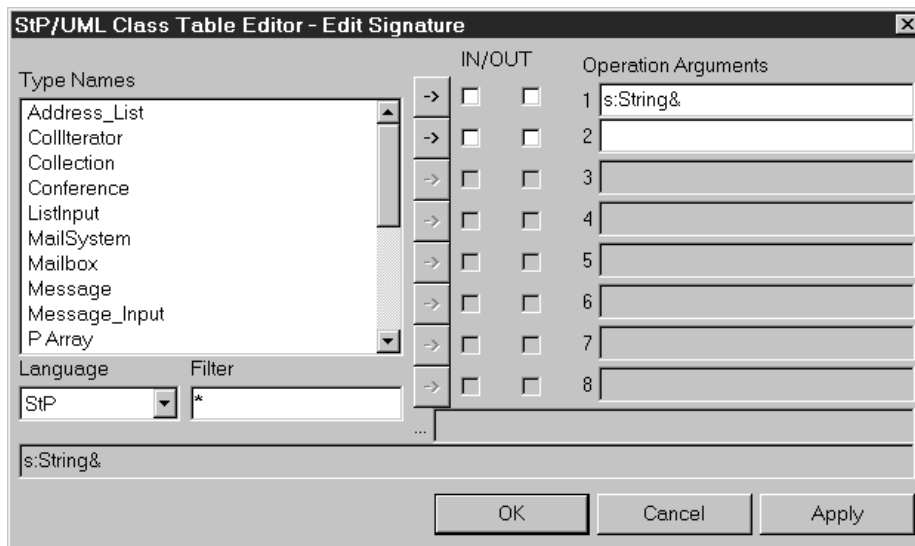 StP/UML Class Table Editor - Edit Signature
IN/OUT
Type Names
Operation Arguments
Address_List
CollIterator
Collection
Conference
ListInput
MailSystem
Mailbox
Message
Message_Input
P Array
-> 1 s:String&
-> 2
-> 3
-> 4
-> 5
-> 6
-> 7
-> 8
Language
Filter
StP
*
...
s:String&
OK
Cancel
Apply